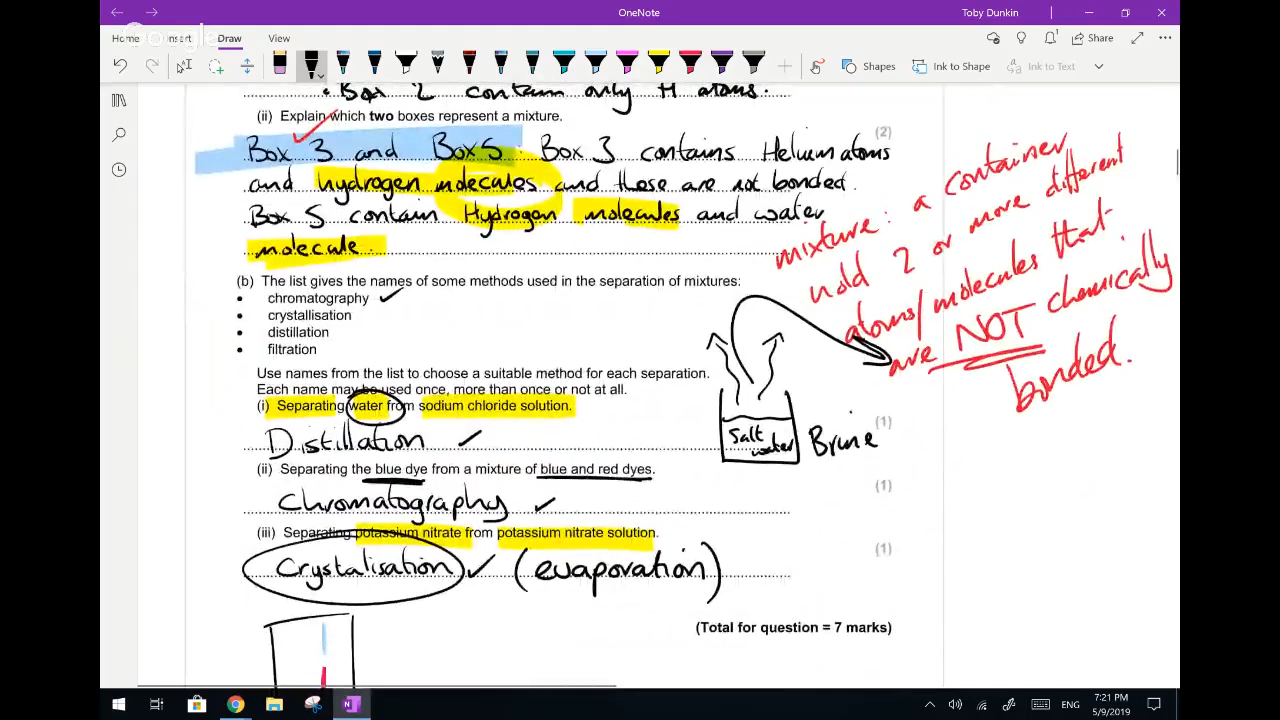 OneNote
Toby Dunkin
Google
Home
Draw
View
Share
Shapes
Ink to Shape
Ink to Text
Box 2 contain only H atoms.
(ii) Explain which two boxes represent a mixture.
(2)
Box 3 and Box 5. Box 3 contains Helium atoms
and hydrogen molecules and these are not bonded.
Box 5 contain Hydrogen molecules and water
molecule.
mixture: a container
hold 2 or more different
atoms/molecules that
are NOT chemically
bonded.
(b) The list gives the names of some methods used in the separation of mixtures:
• chromatography
• crystallisation
• distillation
• filtration
Use names from the list to choose a suitable method for each separation.
Each name may be used once, more than once or not at all.
(i) Separating water from sodium chloride solution.
(1)
Distillation
Salt
water
Brine
(ii) Separating the blue dye from a mixture of blue and red dyes.
(1)
Chromatography
(iii) Separating potassium nitrate from potassium nitrate solution.
(1)
Crystalisation (evaporation)
(Total for question = 7 marks)
ENG
7:21 PM
5/9/2019